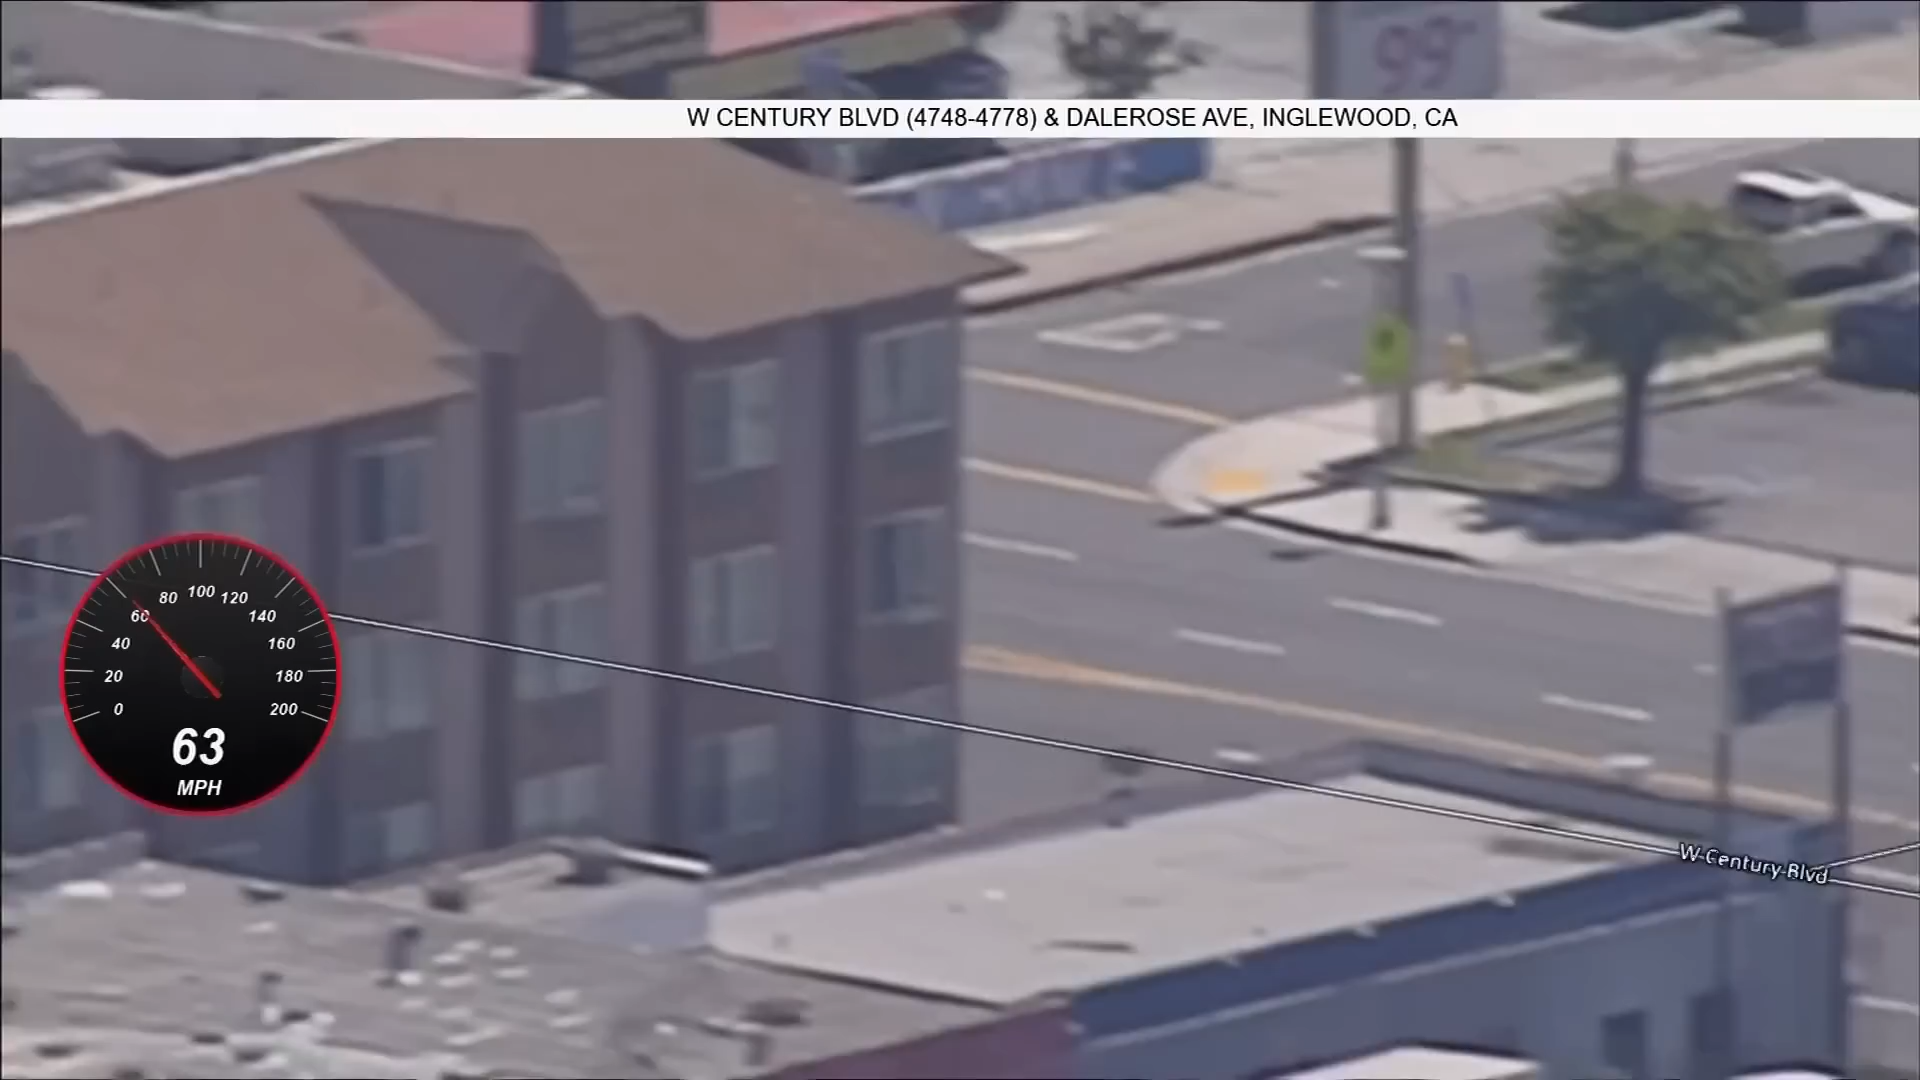 99
W CENTURY BLVD (4748-4778) & DALEROSE AVE, INGLEWOOD, CA
80 100 120
60 140
40 160
20 180
0 200
63
MPH
W Century Blvd